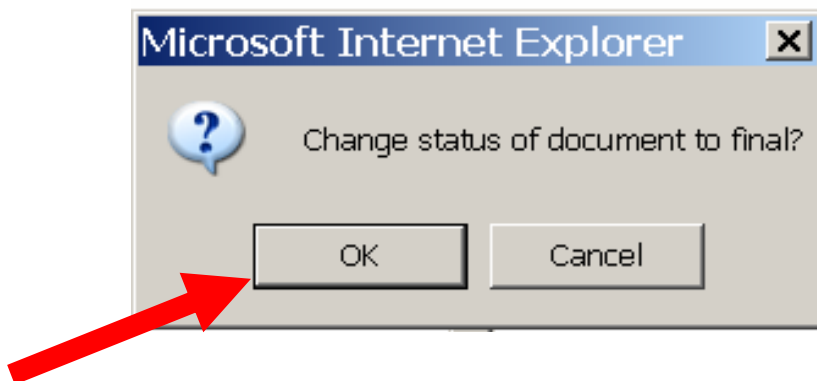 Microsoft Internet Explorer
Change status of document to final?
OK Cancel